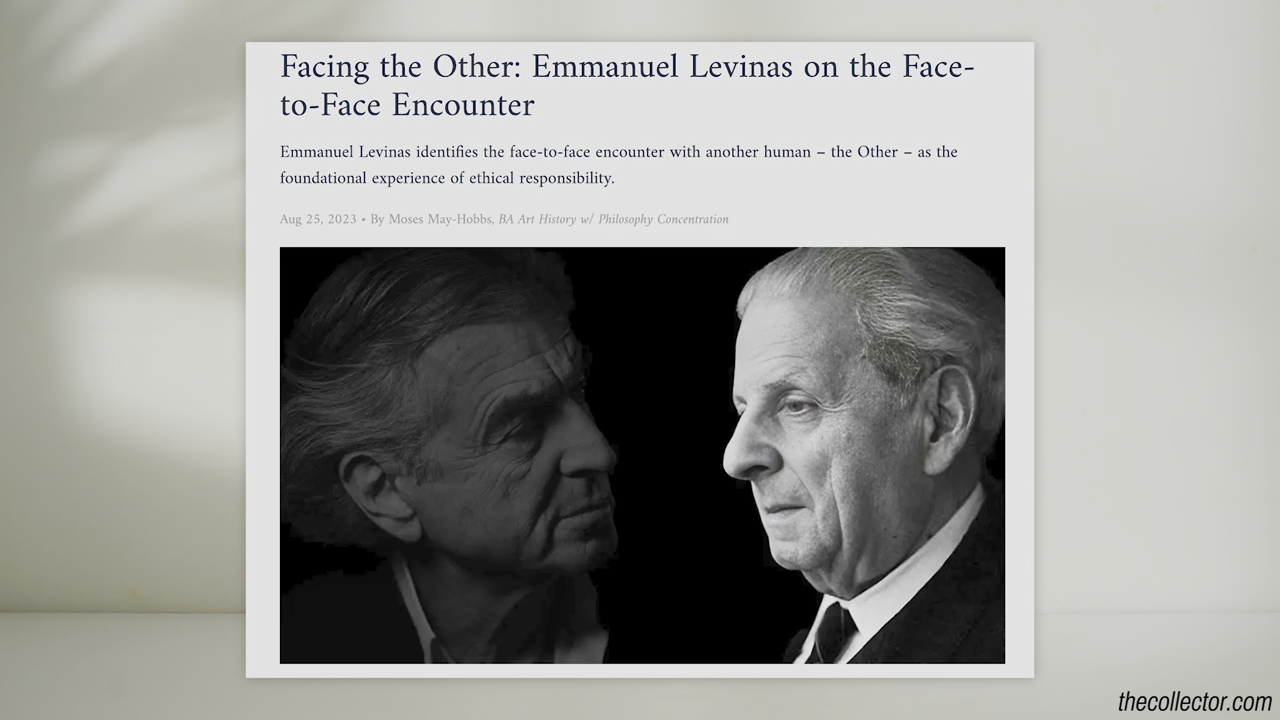 Facing the Other: Emmanuel Levinas on the Face-
to-Face Encounter
Emmanuel Levinas identifies the face-to-face encounter with another human – the Other – as the
foundational experience of ethical responsibility.
Aug 25, 2023 • By Moses May-Hobbs, BA Art History w/ Philosophy Concentration
thecollector.com